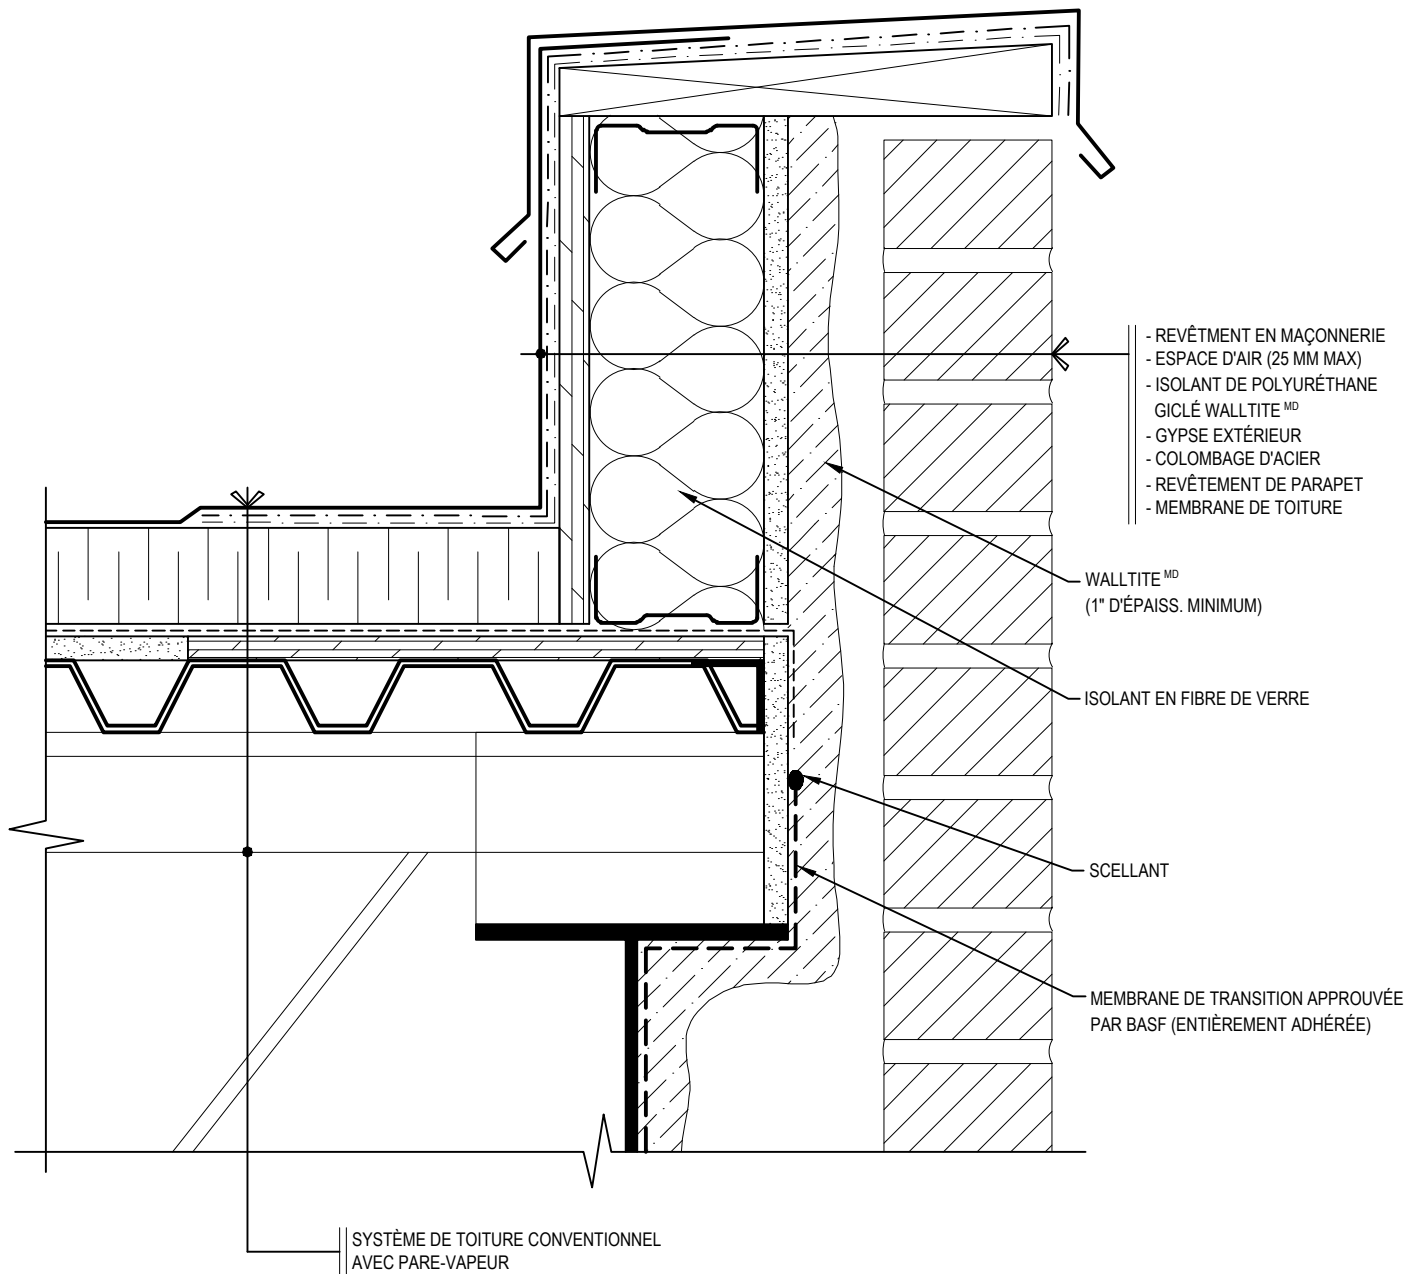 - REVÊTMENT EN MAÇONNERIE
- ESPACE D'AIR (25 MM MAX)
- ISOLANT DE POLYURÉTHANE
GICLÉ WALLTITE MD
- GYPSE EXTÉRIEUR
- COLOMBAGE D'ACIER
- REVÊTEMENT DE PARAPET
- MEMBRANE DE TOITURE
WALLTITE MD
(1" D'ÉPAISS. MINIMUM)
ISOLANT EN FIBRE DE VERRE
SCELLANT
MEMBRANE DE TRANSITION APPROUVÉE
PAR BASF (ENTIÈREMENT ADHÉRÉE)
SYSTÈME DE TOITURE CONVENTIONNEL
AVEC PARE-VAPEUR